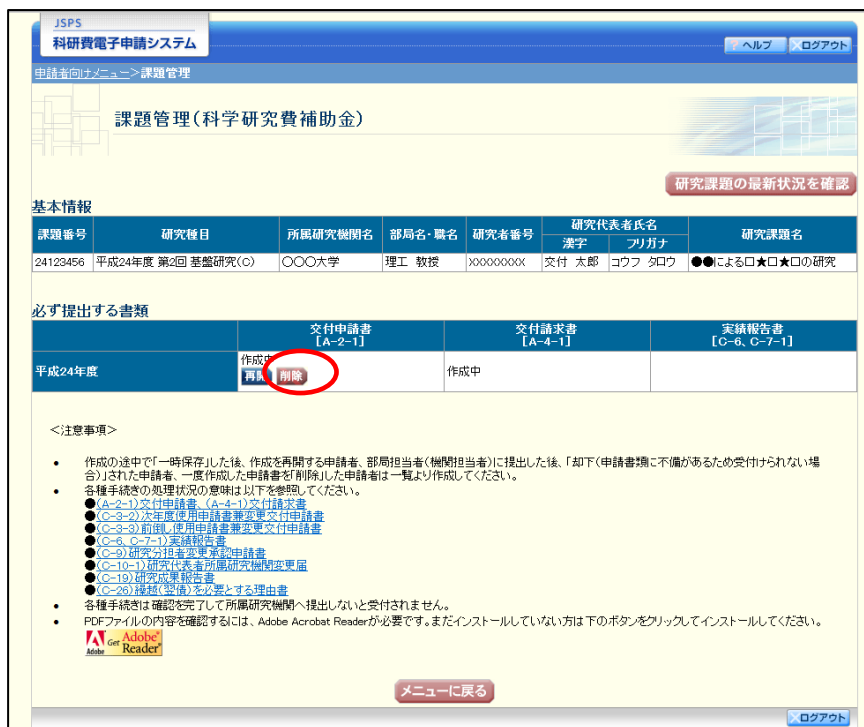 JSPS
科研費電子申請システム
? ヘルプ
ログアウト
申請者向けメニュー>課題管理
課題管理(科学研究費補助金)
研究課題の最新状況を確認
基本情報
課題番号 研究種目 所属研究機関名 部局名・職名 研究者番号 研究代表者氏名 研究課題名
漢字 フリガナ
24123456 平成24年度 第2回 基盤研究(C) 〇〇〇大学 理工 教授 XXXXXXXX 交付 太郎 コウフ タロウ ●●による□★□★□の研究
必ず提出する書類
交付申請書 交付請求書 実績報告書
[A-2-1] [A-4-1] [C-6、C-7-1]
平成24年度 作成中 作成中
再開 削除
<注意事項>
• 作成の途中で「一時保存」した後、作成を再開する申請者、部局担当者(機関担当者)に提出した後、「却下(申請書類に不備があるため受付けられない場
合)」された申請者、一度作成した申請書を「削除」した申請者は一覧より作成してください。
• 各種手続きの処理状況の意味は以下を参照してください。
●(A-2-1)交付申請書、(A-4-1)交付請求書
●(C-3-2)次年度使用申請書兼変更交付申請書
●(C-3-3)前倒し使用申請書兼変更交付申請書
●(C-6、C-7-1)実績報告書
●(C-9)研究分担者変更承認申請書
●(C-10-1)研究代表者所属研究機関変更届
●(C-19)研究成果報告書
●(C-26)繰越(翌債)を必要とする理由書
• 各種手続きは確認を完了して所属研究機関へ提出しないと受付されません。
• PDFファイルの内容を確認するには、Adobe Acrobat Readerが必要です。まだインストールしていない方は下のボタンをクリックしてインストールしてください。
Adobe Get Adobe® Reader®
メニューに戻る
ログアウト